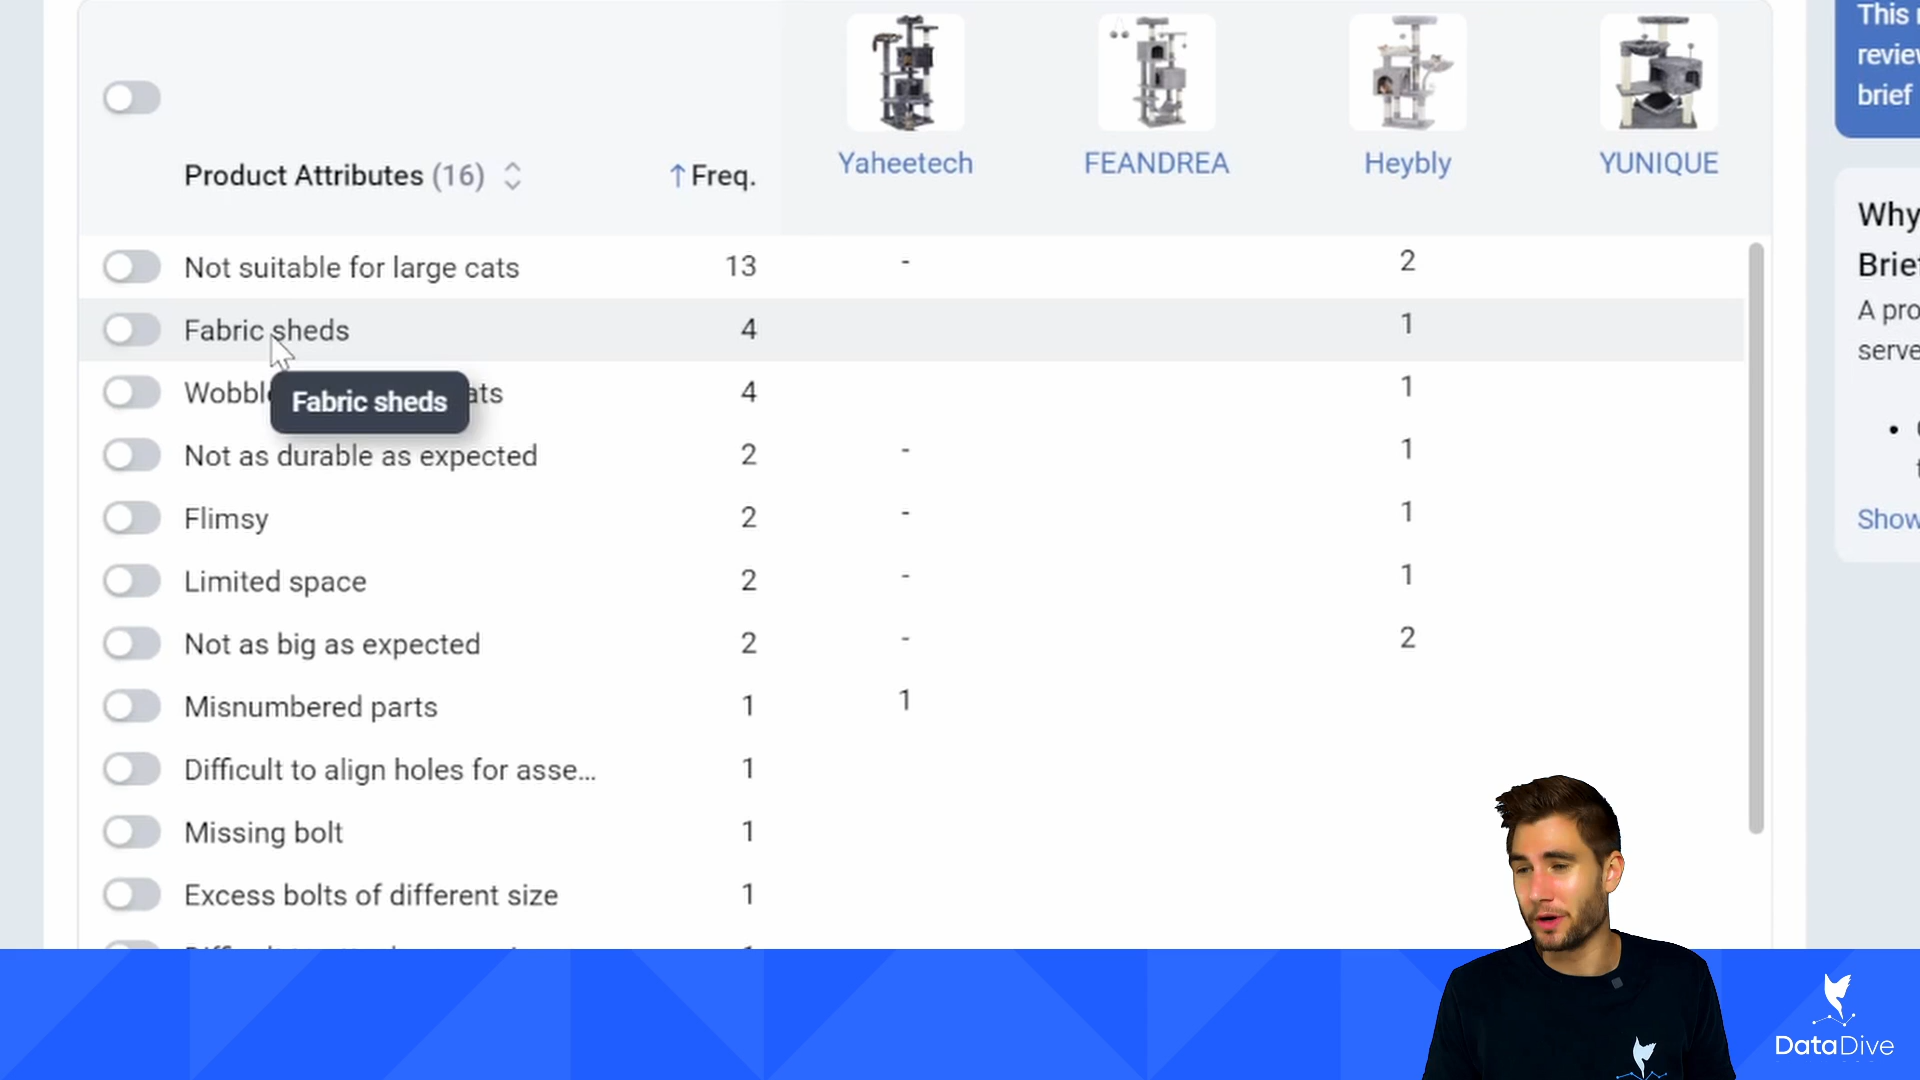 Yaheetech FEANDREA Heybly YUNIQUE
Product Attributes (16) ↑Freq.
Not suitable for large cats 13 - 2
Fabric sheds 4 1
Wobbl ats 4 1
Fabric sheds
Not as durable as expected 2 - 1
Flimsy 2 - 1
Limited space 2 - 1
Not as big as expected 2 - 2
Misnumbered parts 1 1
Difficult to align holes for asse... 1
Missing bolt 1
Excess bolts of different size 1
This
review
brief
Why
Brief
A pro
serve
•
Show
DataDive